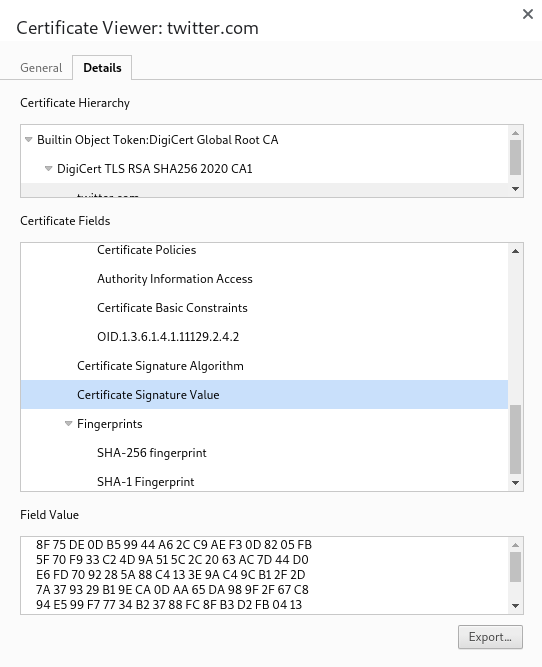 Certificate Viewer: twitter.com
General Details
Certificate Hierarchy
Builtin Object Token:DigiCert Global Root CA
DigiCert TLS RSA SHA256 2020 CA1
twitter.com
Certificate Fields
Certificate Policies
Authority Information Access
Certificate Basic Constraints
OID.1.3.6.1.4.1.11129.2.4.2
Certificate Signature Algorithm
Certificate Signature Value
Fingerprints
SHA-256 fingerprint
SHA-1 Fingerprint
Field Value
8F 75 DE 0D B5 99 44 A6 2C C9 AE F3 0D 82 05 FB
5F 70 F9 33 C2 4D 9A 51 5C 2C 20 63 AC 7D 44 D0
E6 FD 70 92 28 5A 88 C4 13 3E 9A C4 9C B1 2F 2D
7A 37 93 29 B1 9E CA 0D AA 65 DA 98 9F 2F 67 C8
94 E5 99 F7 77 34 B2 37 88 FC 8F B3 D2 FB 04 13
Export...